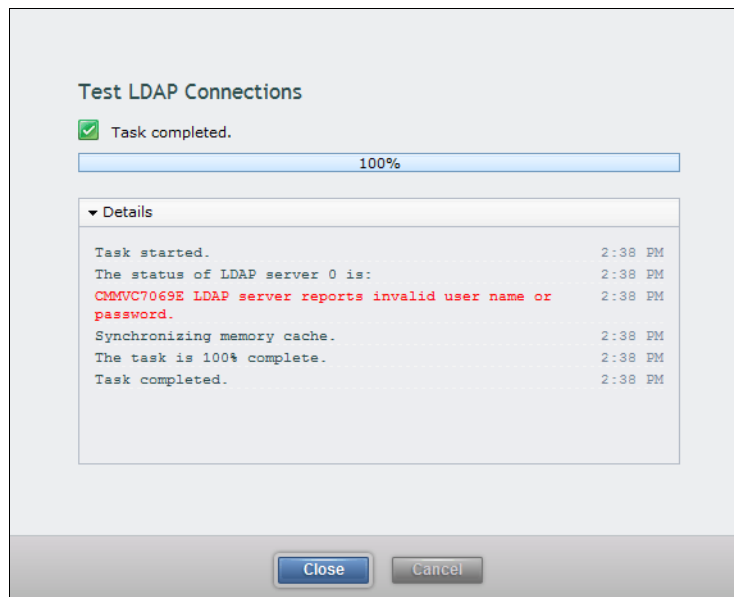 Test LDAP Connections
Task completed.
100%
Details
Task started. 2:38 PM
The status of LDAP server 0 is: 2:38 PM
CMMVC7069E LDAP server reports invalid user name or 2:38 PM
password.
Synchronizing memory cache. 2:38 PM
The task is 100% complete. 2:38 PM
Task completed. 2:38 PM
Close Cancel